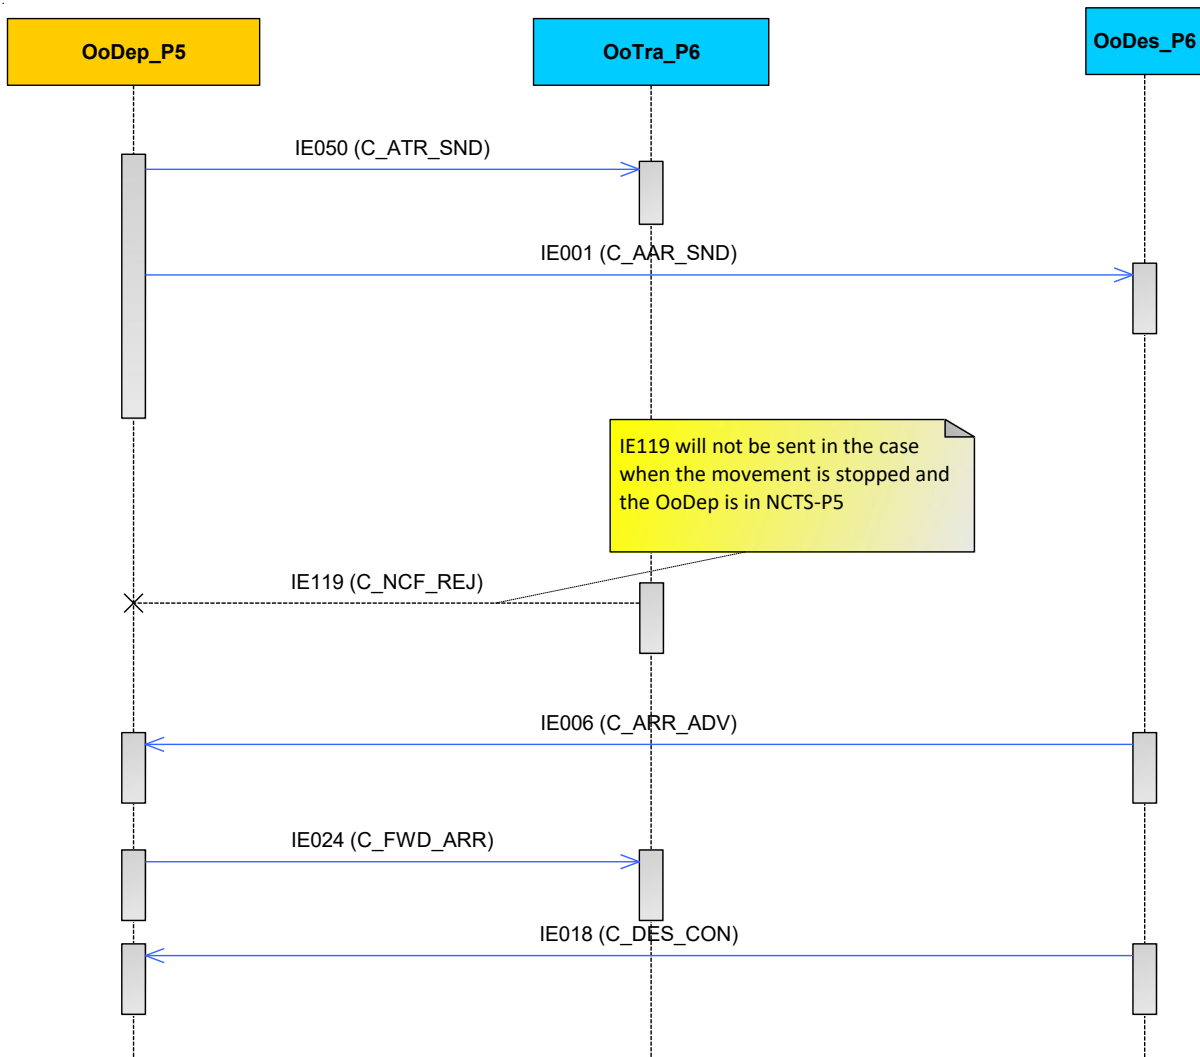 OoDep_P5
OoTra_P6
OoDes_P6
IE050 (C_ATR_SND)
IE001 (C_AAR_SND)
IE119 will not be sent in the case
when the movement is stopped and
the OoDep is in NCTS-P5
IE119 (C_NCF_REJ)
IE006 (C_ARR_ADV)
IE024 (C_FWD_ARR)
IE018 (C_DES_CON)